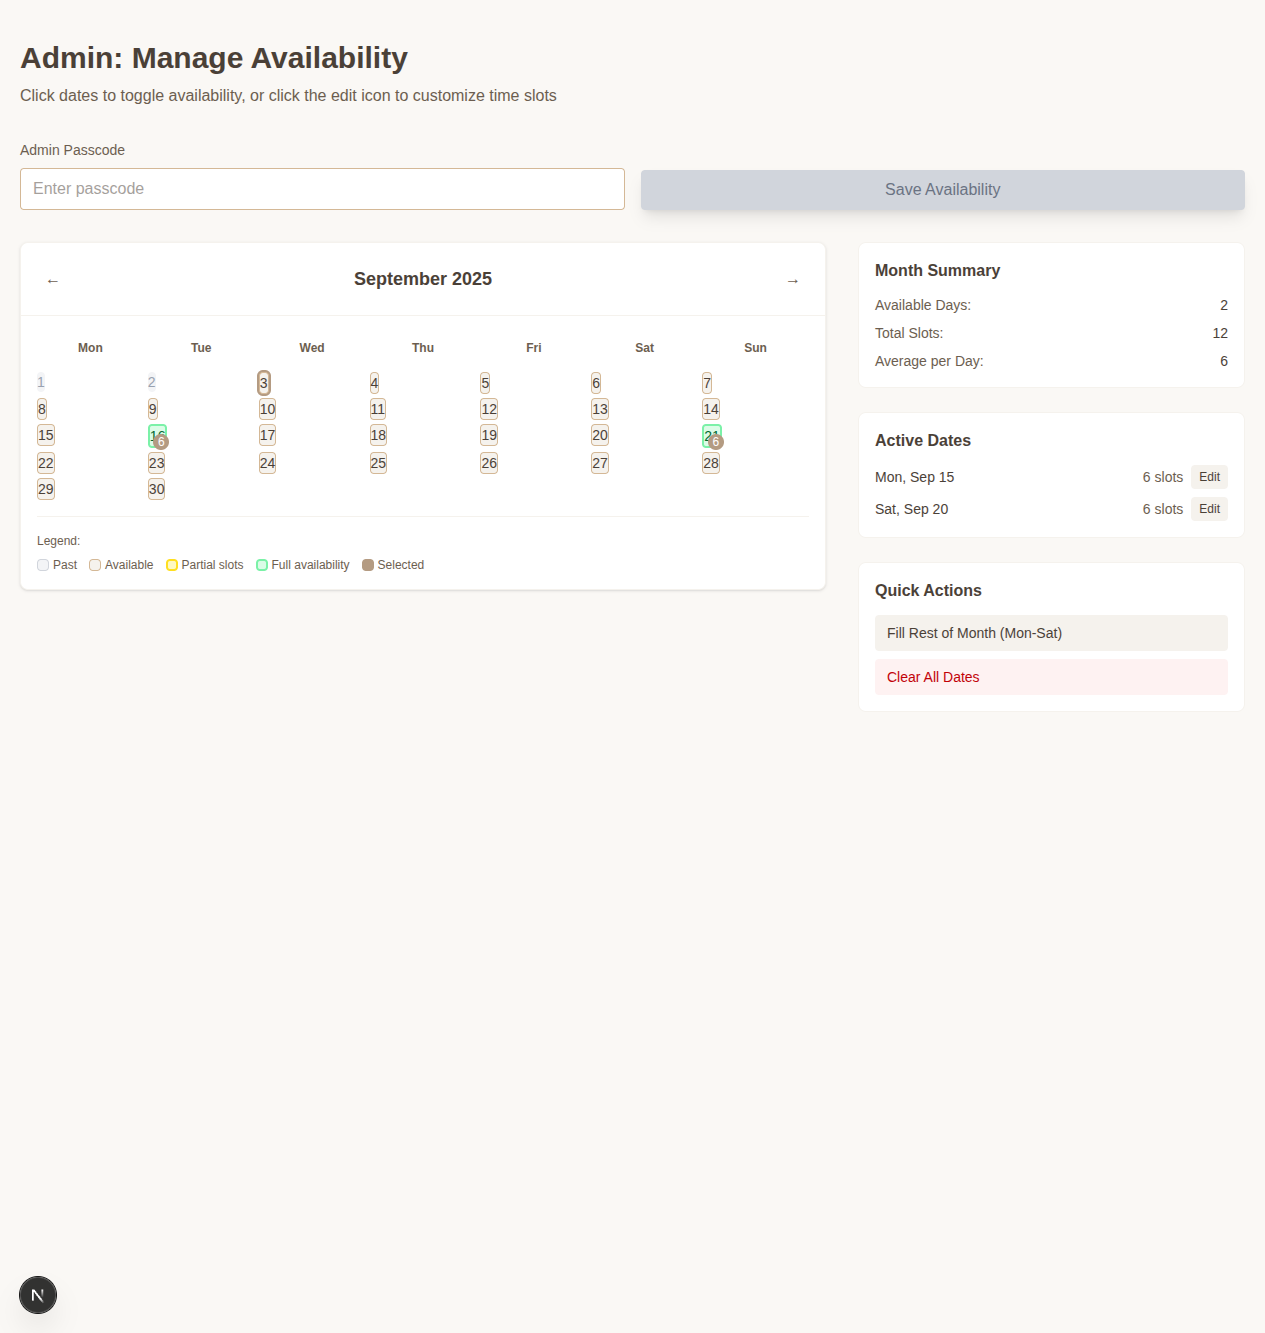 Admin: Manage Availability
Click dates to toggle availability, or click the edit icon to customize time slots
Admin Passcode
Enter passcode
Save Availability
← September 2025 →
Mon Tue Wed Thu Fri Sat Sun
1 2 3 4 5 6 7
8 9 10 11 12 13 14
15 16 6 17 18 19 20 21 6
22 23 24 25 26 27 28
29 30
Legend:
Past Available Partial slots Full availability Selected
Month Summary
Available Days: 2
Total Slots: 12
Average per Day: 6
Active Dates
Mon, Sep 15 6 slots Edit
Sat, Sep 20 6 slots Edit
Quick Actions
Fill Rest of Month (Mon-Sat)
Clear All Dates
N